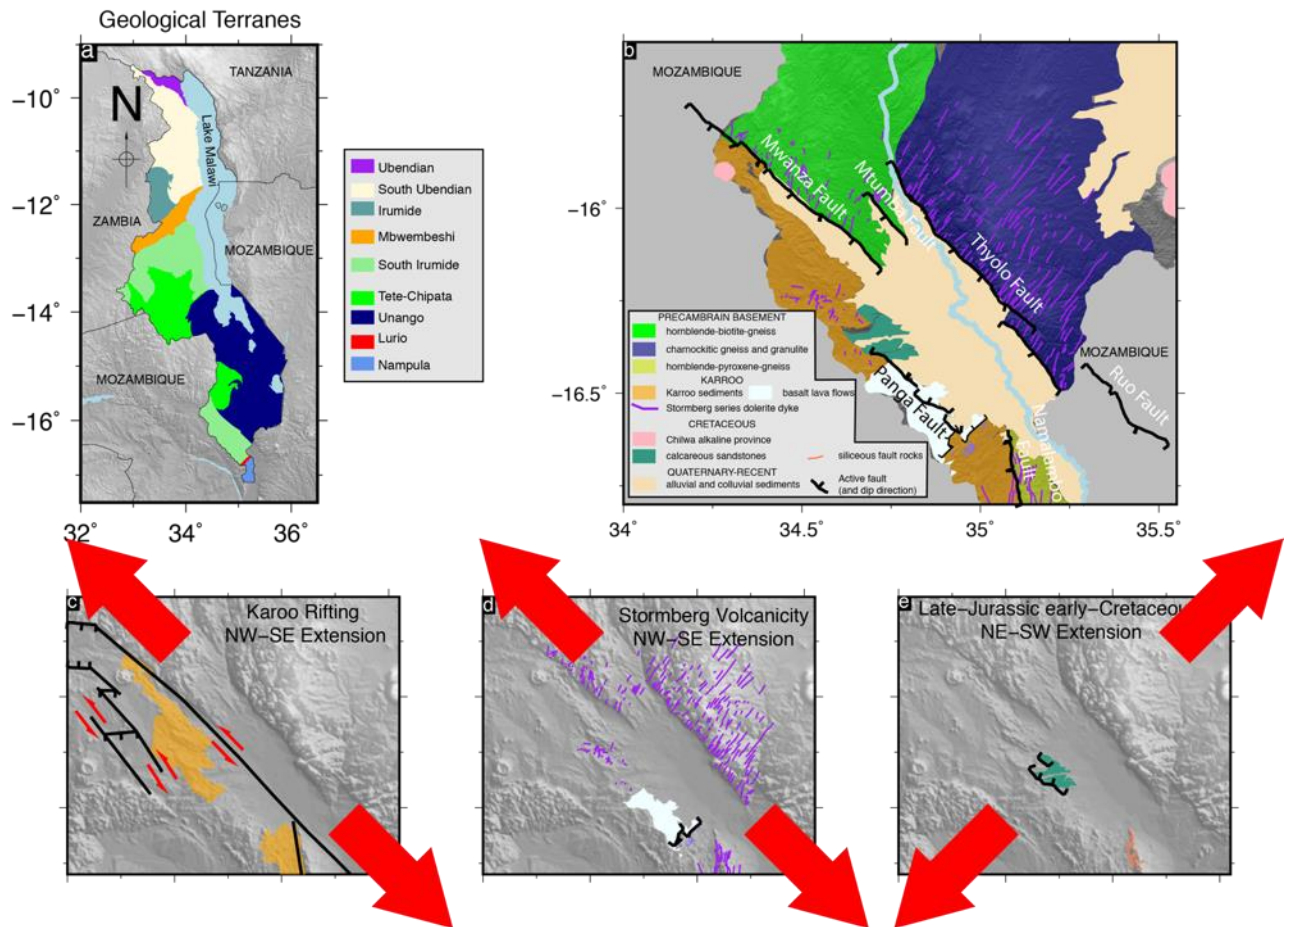 Geological Terranes
a
TANZANIA
N
Lake Malawi
ZAMBIA
MOZAMBIQUE
MOZAMBIQUE
−10°
−12°
−14°
−16°
32°
34°
36°
Ubendian
South Ubendian
Irumide
Mbwembeshi
South Irumide
Tete-Chipata
Unango
Lurio
Nampula
b
MOZAMBIQUE
Mwanza Fault
Mtumba Fault
Thyolo Fault
MOZAMBIQUE
Ruo Fault
Panga Fault
Namalambo
Fault
−16°
−16.5°
34°
34.5°
35°
35.5°
PRECAMBRAIN BASEMENT
hornblende-biotite-gneiss
charnockitic gneiss and granulite
hornblende-pyroxene-gneiss
KARROO
Karoo sediments
basalt lava flows
Stormberg series dolerite dyke
CRETACEOUS
Chilwa alkaline province
calcareous sandstones
siliceous fault rocks
QUATERNARY-RECENT
alluvial and colluvial sediments
Active fault
(and dip direction)
c
Karoo Rifting
NW−SE Extension
d
Stormberg Volcanicity
NW−SE Extension
e
Late−Jurassic early−Cretaceou
NE−SW Extension